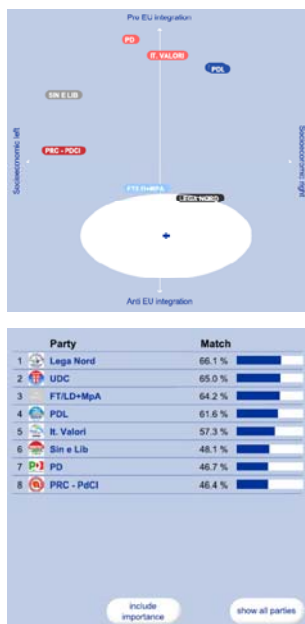 Pro EU integration
PD
IT. VALORI
PDL
SIN E LIB
Socioeconomic left
Socioeconomic right
PRC - PDCI
LEGA NORD
Anti EU integration
Party Match
1 Lega Nord 66.1 %
2 UDC 65.0 %
3 FT/LD+MpA 64.2 %
4 PDL 61.6 %
5 It. Valori 57.3 %
6 Sin e Lib 48.1 %
7 PD 46.7 %
8 PRC - PdCI 46.4 %
include
importance
show all parties